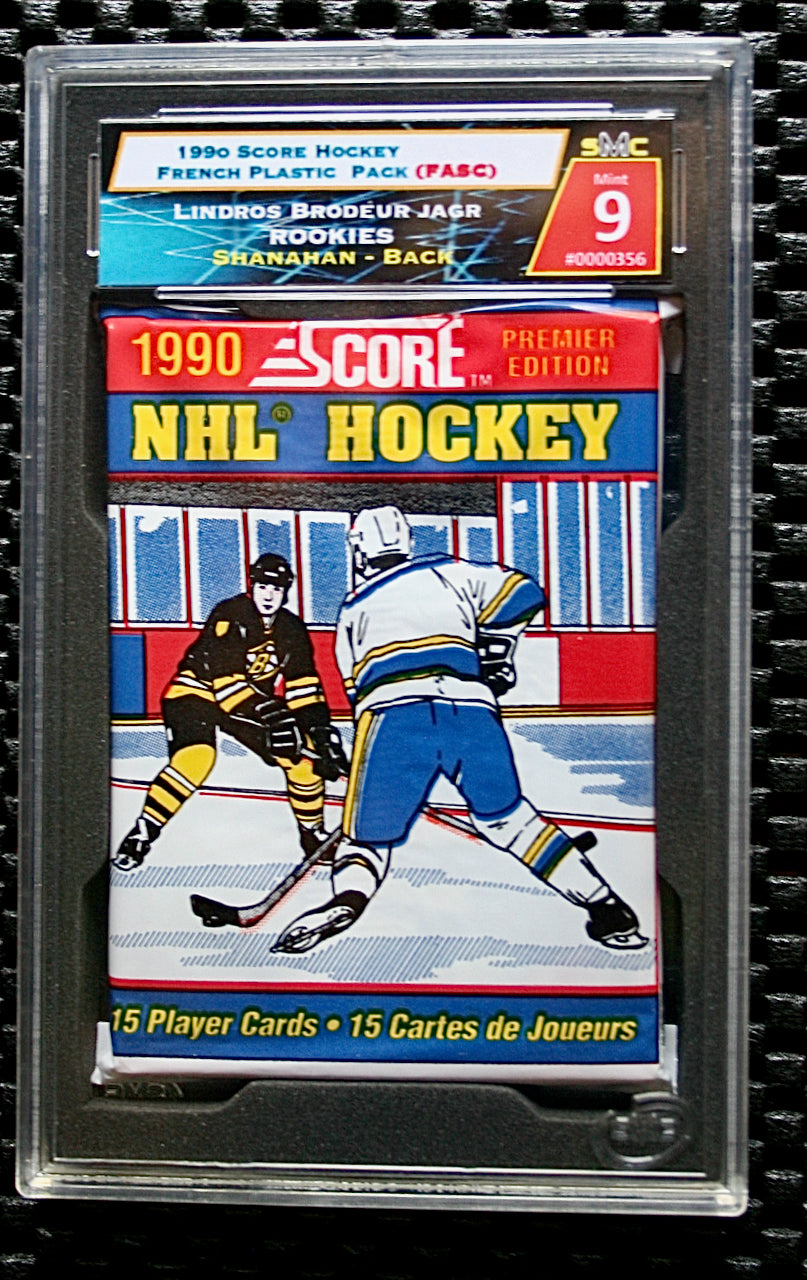 1990 SCORE HOCKEY
FRENCH PLASTIC PACK (FASC)
SMC
Mint
9
#0000356
LINDROS BRODEUR JAGR
ROOKIES
SHANAHAN - BACK
1990 SCORE TM PREMIER
EDITION
NHL® HOCKEY
B
15 Player Cards • 15 Cartes de Joueurs